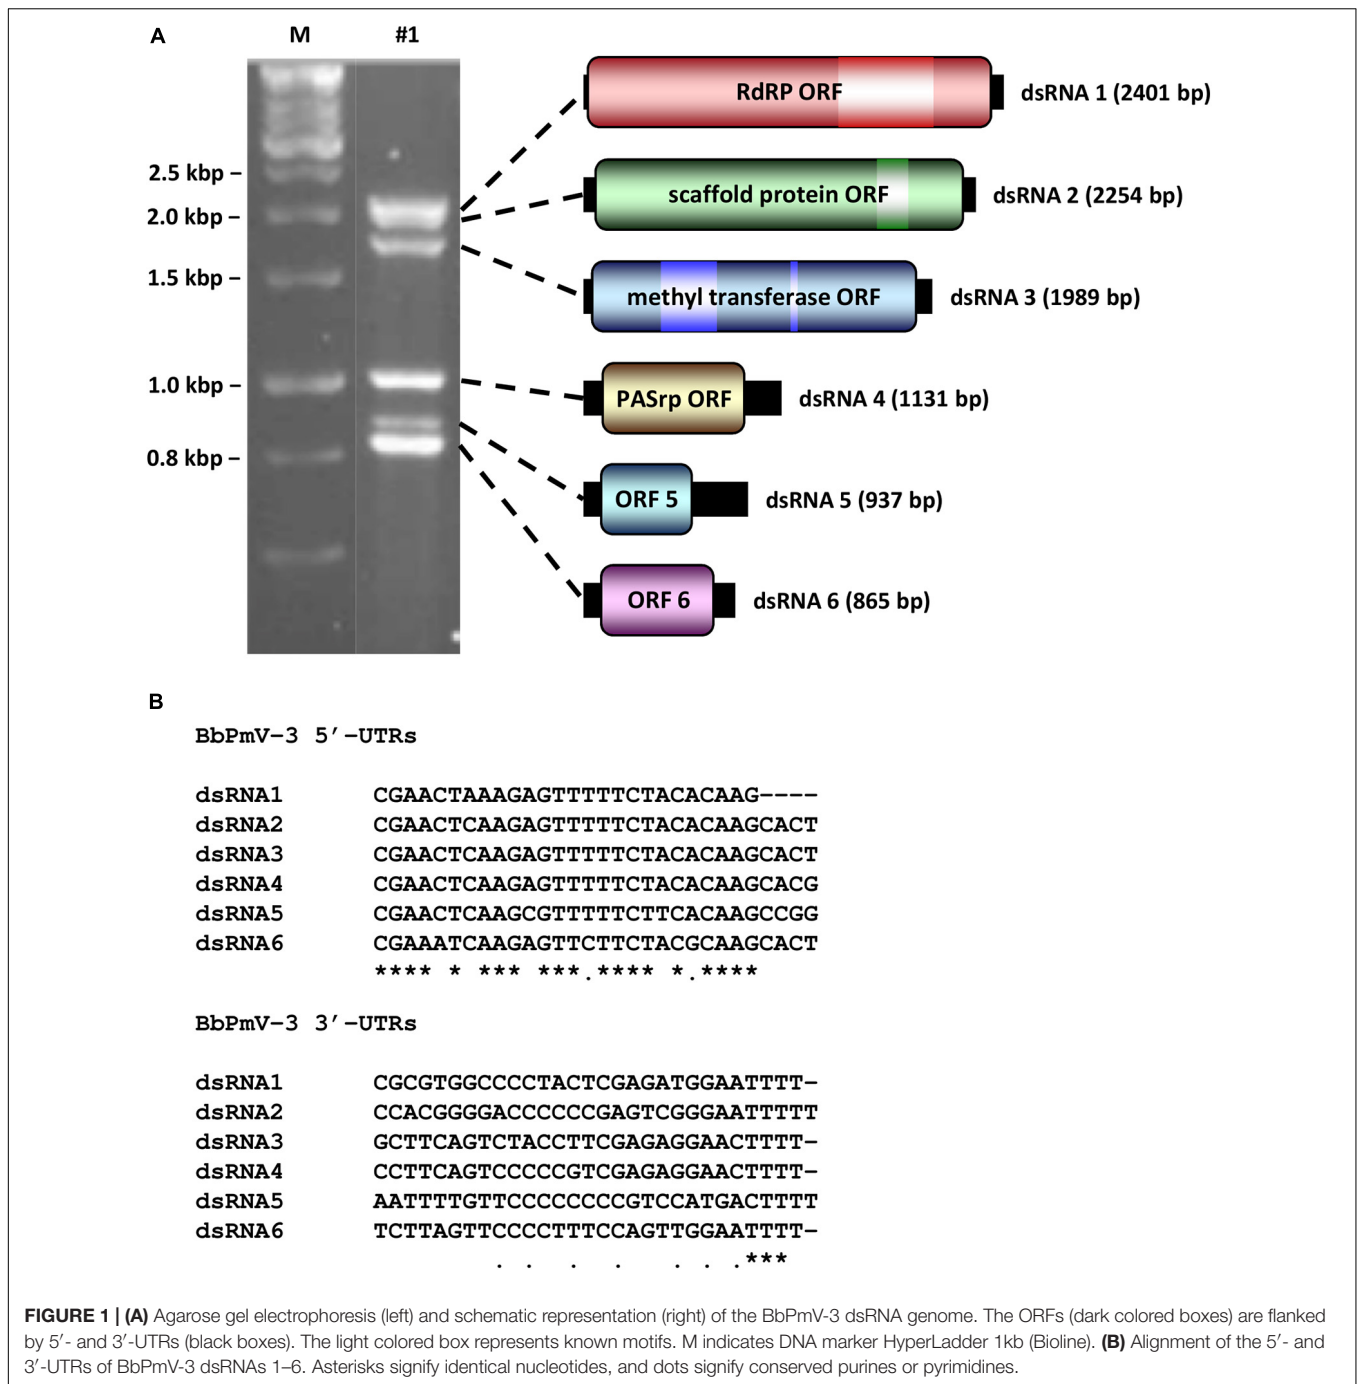 A
M #1
2.5 kbp –
2.0 kbp –
1.5 kbp –
1.0 kbp –
0.8 kbp –
RdRP ORF dsRNA 1 (2401 bp)
scaffold protein ORF dsRNA 2 (2254 bp)
methyl transferase ORF dsRNA 3 (1989 bp)
PASrp ORF dsRNA 4 (1131 bp)
ORF 5 dsRNA 5 (937 bp)
ORF 6 dsRNA 6 (865 bp)
B
BbPmV-3 5′-UTRs
dsRNA1 CGAACTAAAGAGTTTTTCTACACAAG----
dsRNA2 CGAACTCAAGAGTTTTTCTACACAAGCACT
dsRNA3 CGAACTCAAGAGTTTTTCTACACAAGCACT
dsRNA4 CGAACTCAAGAGTTTTTCTACACAAGCACG
dsRNA5 CGAACTCAAGCGTTTTTCTTCACAAGCCGG
dsRNA6 CGAAATCAAGAGTTCTTCTACGCAAGCACT
**** * *** ***.**** *.****
BbPmV-3 3′-UTRs
dsRNA1 CGCGTGGCCCCTACTCGAGATGGAATTTT-
dsRNA2 CCACGGGGACCCCCCGAGTCGGGAATTTTT
dsRNA3 GCTTCAGTCTACCTTCGAGAGGAACTTTT-
dsRNA4 CCTTCAGTCCCCCGTCGAGAGGAACTTTT-
dsRNA5 AATTTTGTTCCCCCCCCGTCCATGACTTTT
dsRNA6 TCTTAGTTCCCCTTTCCAGTTGGAATTTT-
. . . . . . .***
FIGURE 1 | (A) Agarose gel electrophoresis (left) and schematic representation (right) of the BbPmV-3 dsRNA genome. The ORFs (dark colored boxes) are flanked
by 5′- and 3′-UTRs (black boxes). The light colored box represents known motifs. M indicates DNA marker HyperLadder 1kb (Bioline). (B) Alignment of the 5′- and
3′-UTRs of BbPmV-3 dsRNAs 1–6. Asterisks signify identical nucleotides, and dots signify conserved purines or pyrimidines.